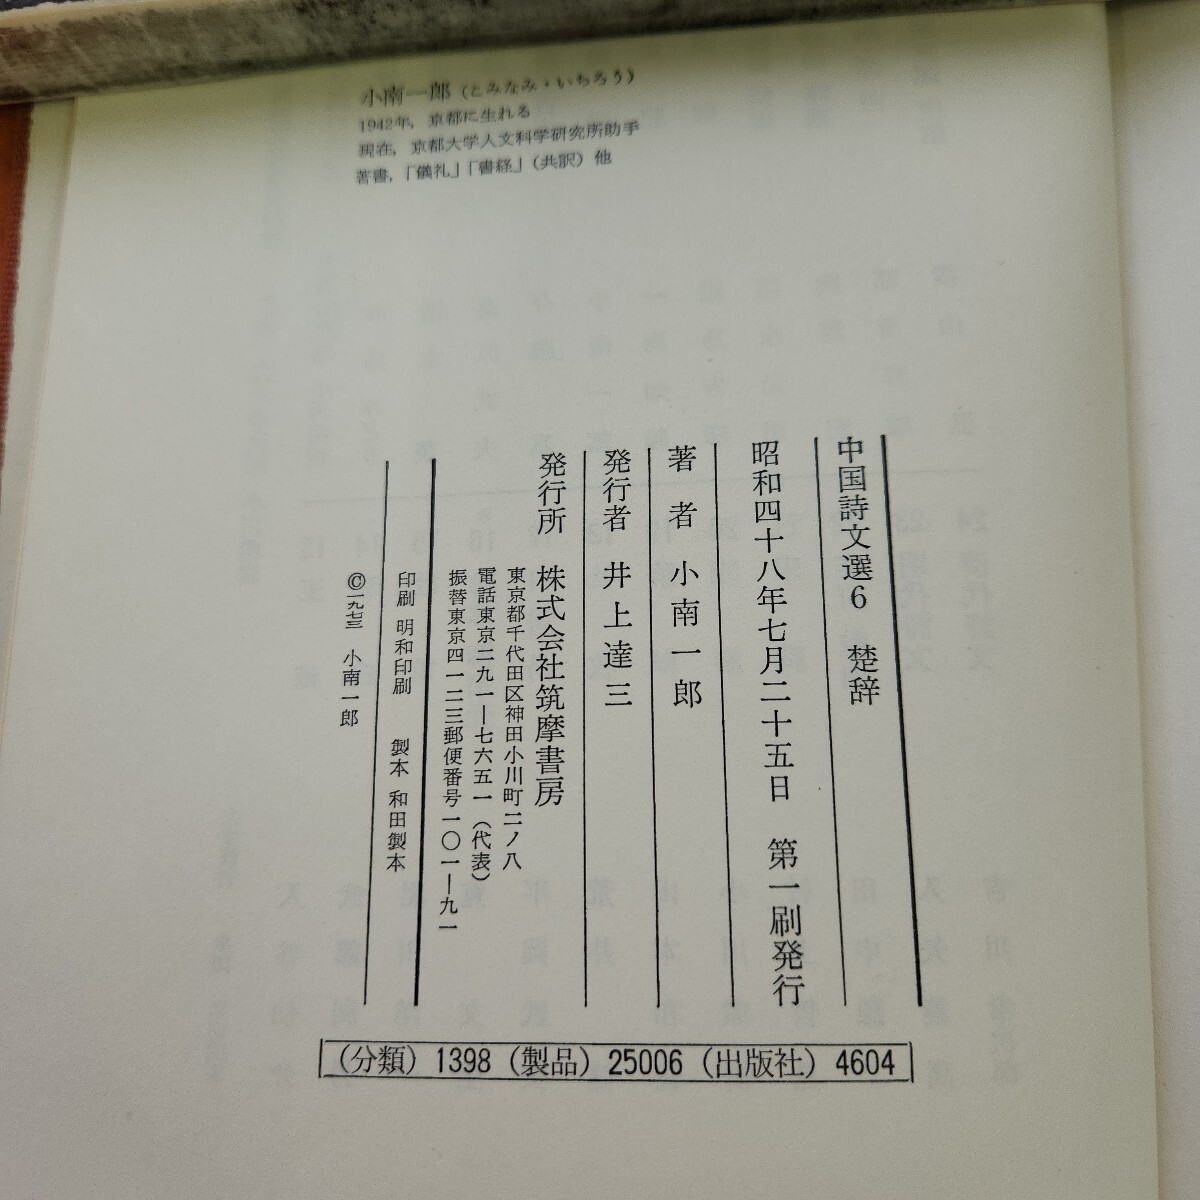 小南一郎(こみなみ・いちろう)
1942年,京都に生れる
現在,京都大学人文科学研究所助手
著書,「儀礼」「書経」(共訳)他
中国詩文選6 楚辞
昭和四十八年七月二十五日 第一刷発行
著者 小南一郎
発行者 井上達三
発行所 株式会社筑摩書房
東京都千代田区神田小川町二ノ八
電話東京二九一―七六五一(代表)
振替東京四一二三郵便番号一〇一―九一
印刷 明和印刷 製本 和田製本
©一九七三 小南一郎
(分類)1398(製品)25006(出版社)4604